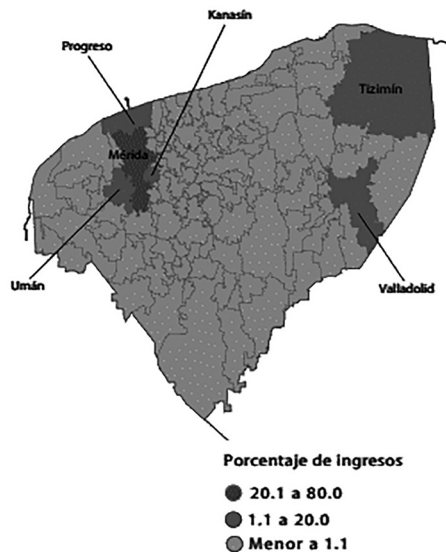 Kanasín
Progreso
Tizimín
Mérida
Umán
Valladolid
Porcentaje de ingresos
20.1 a 80.0
1.1 a 20.0
Menor a 1.1